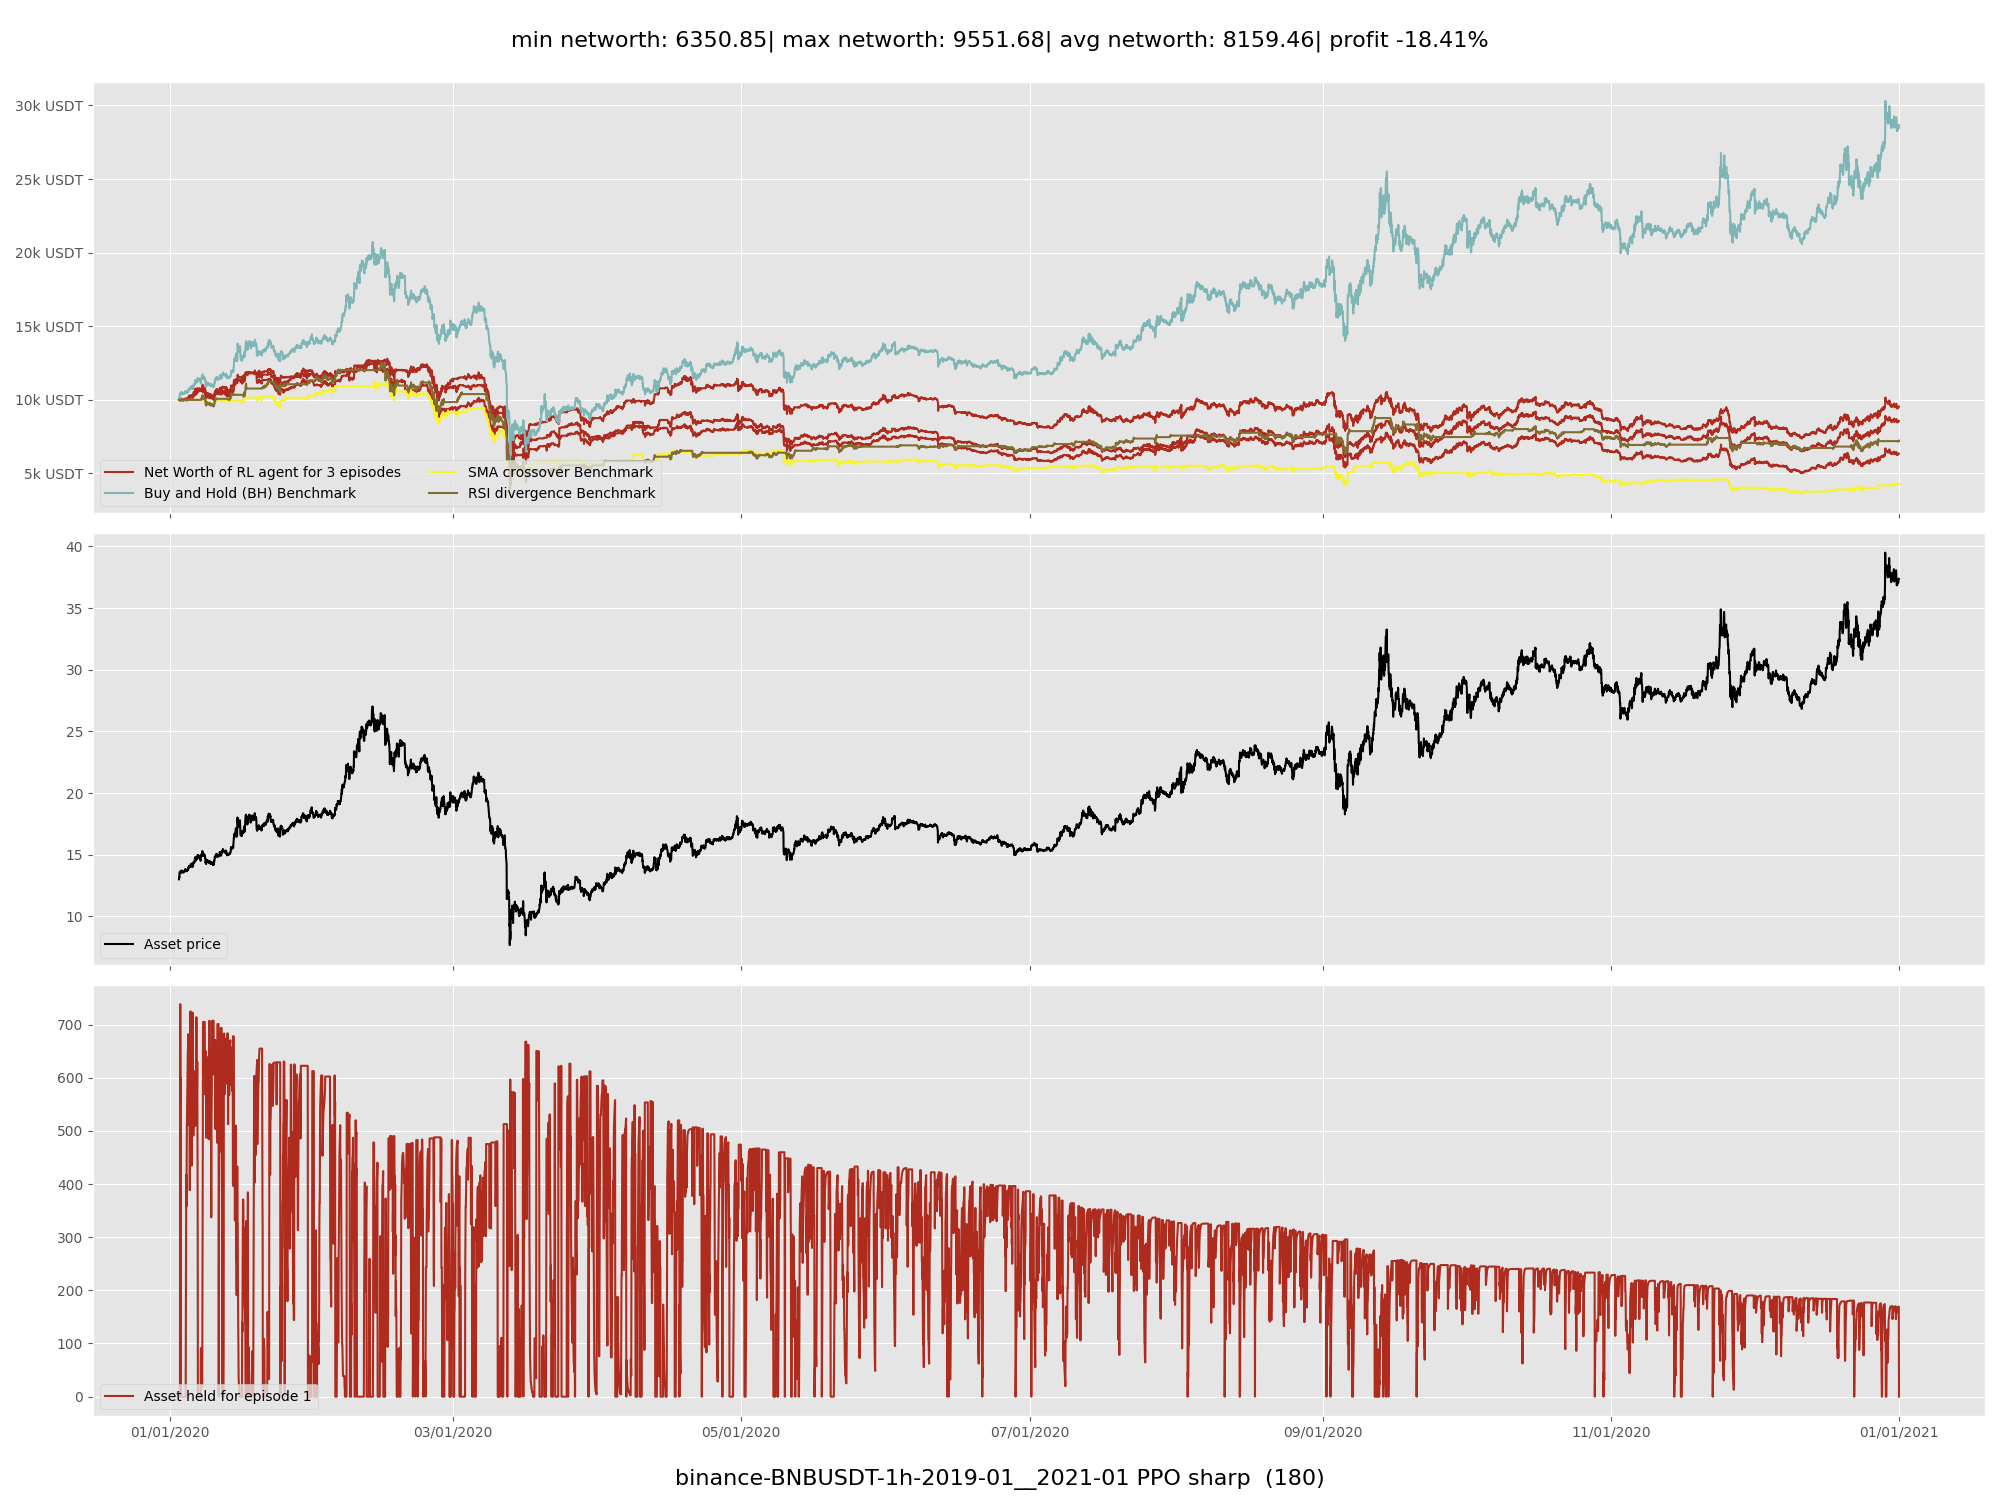 min networth: 6350.85| max networth: 9551.68| avg networth: 8159.46| profit -18.41%
30k USDT
25k USDT
20k USDT
15k USDT
10k USDT
5k USDT
Net Worth of RL agent for 3 episodes
Buy and Hold (BH) Benchmark
SMA crossover Benchmark
RSI divergence Benchmark
40
35
30
25
20
15
10
Asset price
700
600
500
400
300
200
100
0
Asset held for episode 1
01/01/2020 03/01/2020 05/01/2020 07/01/2020 09/01/2020 11/01/2020 01/01/2021
binance-BNBUSDT-1h-2019-01__2021-01 PPO sharp (180)